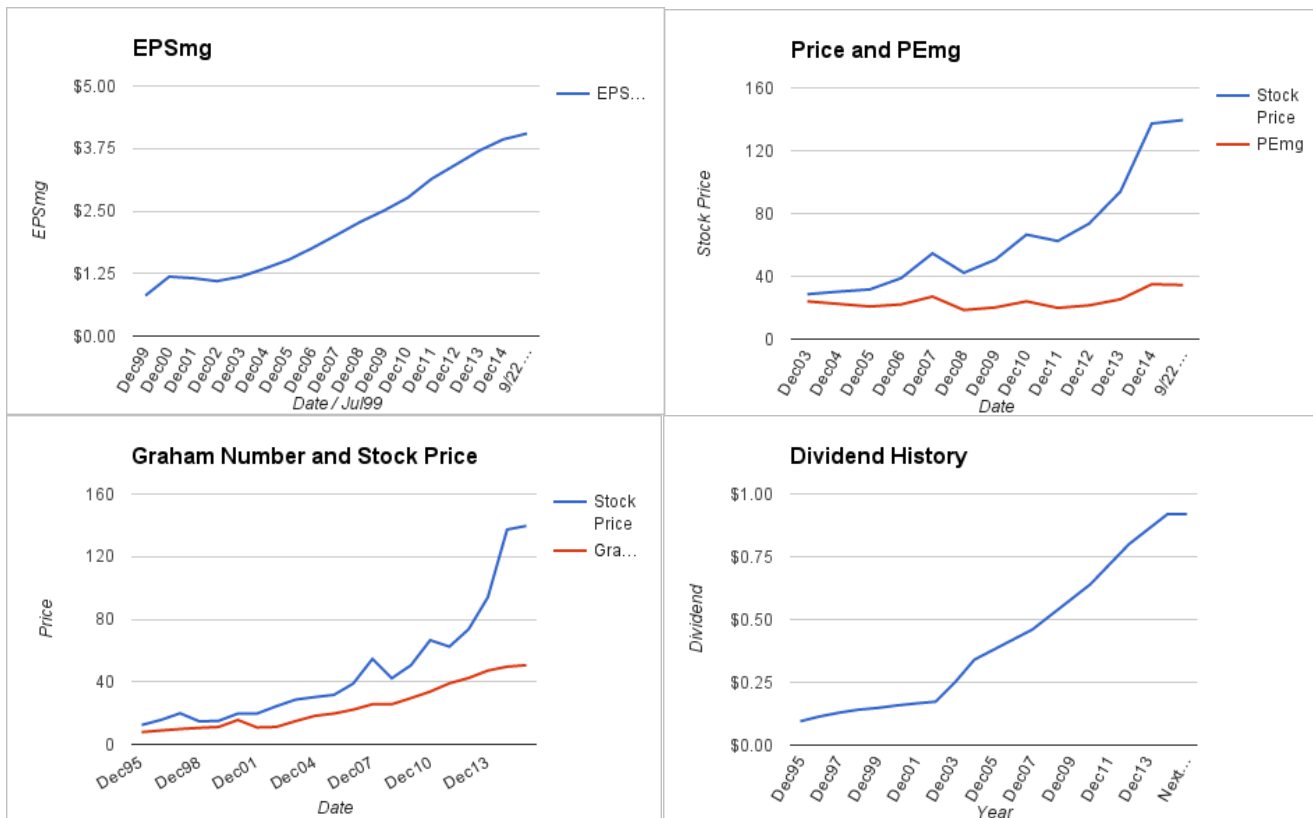 EPSmg
$5.00
$3.75
$2.50
$1.25
$0.00
EPSmg
EPS...
Dec99
Dec00
Dec01
Dec02
Dec03
Dec04
Dec05
Dec06
Dec07
Dec08
Dec09
Dec10
Dec11
Dec12
Dec13
Dec14
9/22...
Date / Jul99
Price and PEmg
160
120
80
40
0
Stock Price
Stock
Price
PEmg
Dec03
Dec04
Dec05
Dec06
Dec07
Dec08
Dec09
Dec10
Dec11
Dec12
Dec13
Dec14
9/22...
Date
Graham Number and Stock Price
160
120
80
40
0
Price
Stock
Price
Gra...
Dec95
Dec98
Dec01
Dec04
Dec07
Dec10
Dec13
Date
Dividend History
$1.00
$0.75
$0.50
$0.25
$0.00
Dividend
Dec95
Dec97
Dec99
Dec01
Dec03
Dec05
Dec07
Dec09
Dec11
Dec13
Next...
Year